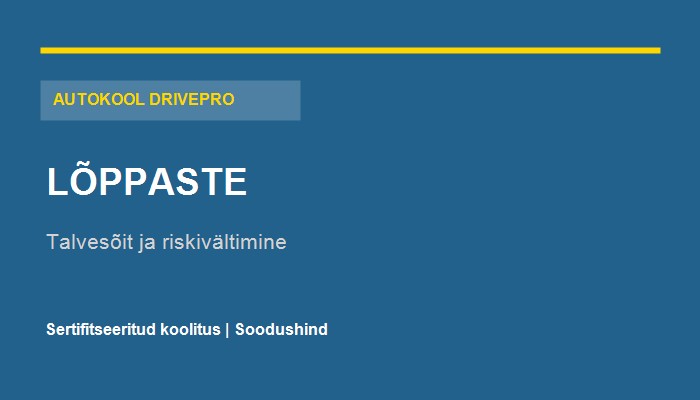 AUTOKOOL DRIVEPRO
LÕPPASTE
Talvesõit ja riskivältimine
Sertifitseeritud koolitus | Soodushind